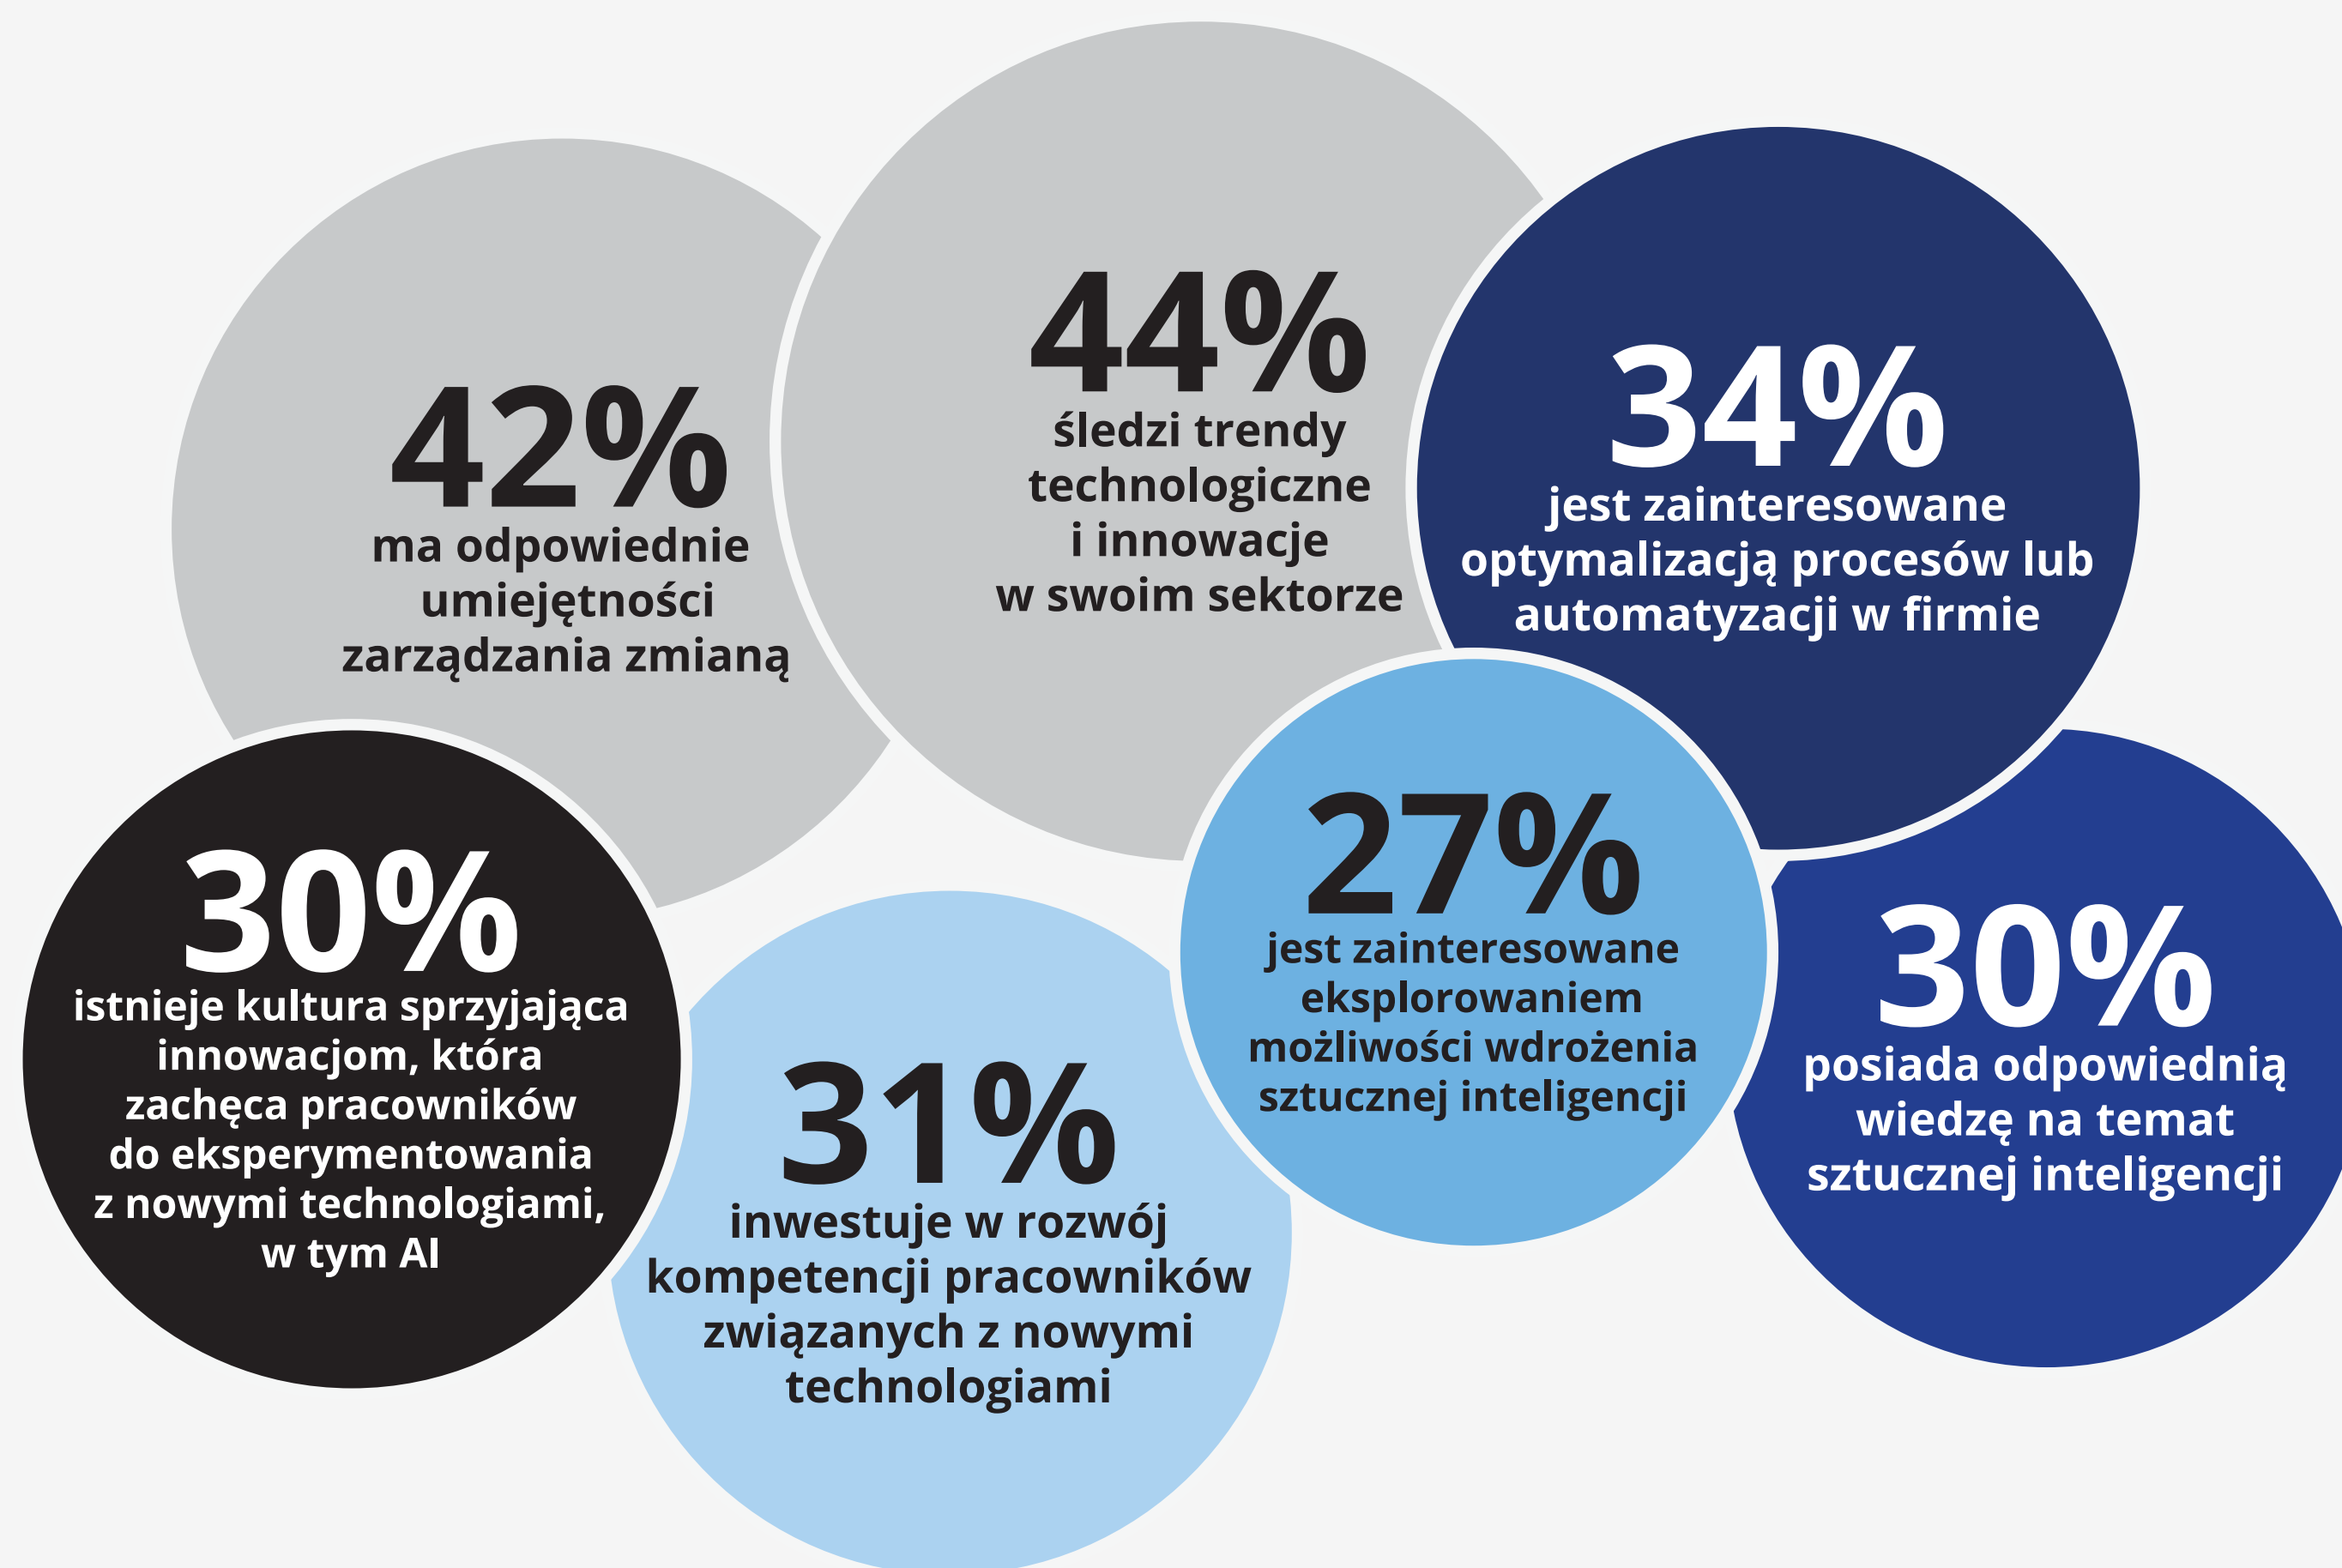 42%
ma odpowiednie
umiejętności
zarządzania zmianą
44%
śledzi trendy
technologiczne
i innowacje
w swoim sektorze
34%
jest zainteresowane
optymalizacją procesów lub
automatyzacji w firmie
30%
istnieje kultura sprzyjająca
innowacjom, która
zachęca pracowników
do eksperymentowania
z nowymi technologiami,
w tym AI
31%
inwestuje w rozwój
kompetencji pracowników
związanych z nowymi
technologiami
27%
jest zainteresowane
eksplorowaniem
możliwości wdrożenia
sztucznej inteligencji
30%
posiada odpowiednią
wiedzę na temat
sztucznej inteligencji